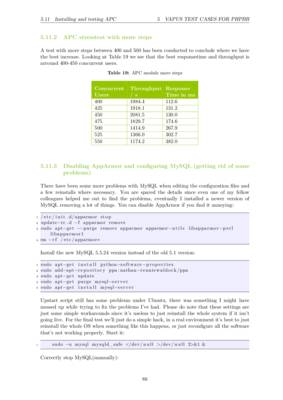 3.11 Installing and testing
5 VAPTUS TEST CASES FOR PHPBB
5.11.2 APC stresstest with more steps
A test with more steps between 400 and 500 has been conducted to conclude where we have
the best increase. Looking at Table 19 we see that the best responsetime and throughput is
arround 400-450 concurrent users.
Table 19: APC module more steps
Concurrent Users Throughput / s Response Time in ms
400 1984.4 112.6
425 1918.1 131.2
450 2081.5 139.0
475 1829.7 174.6
500 1414.9 267.9
525 1366.0 302.7
550 1174.2 482.0
5.11.3 Disabling AppArmor and configuring MySQL (getting rid of some
problems)
There have been some more problems with MySQL when editing the configuration files and
a few reinstalls where necessary. You are spared the details since even one of my fellow
colleagues helped me out to find the problems, eventually I installed a newer version of
MySQL removing a lot of things. You can disable AppArmor if you find it annoying:
1 /etc/init.d/apparmor stop
2 update-rc.d -f apparmor remove
3 sudo apt-get --purge remove apparmor apparmor-utils libapparmor-perl
libapparmor1
4 rm -rf /etc/apparmor*
Install the new MySQL 5.5.24 version instead of the old 5.1 version:
1 sudo apt-get install python-software-properties
2 sudo add-apt-repository ppa:nathan-renniewaldock/ppa
3 sudo apt-get update
4 sudo apt-get purge mysql-server
5 sudo apt-get install mysql-server
Upstart script still has some problems under Ubuntu, there was something I might have
messed up while trying to fix the problems I've had. Please do note that these settings are
just some simple workarounds since it's useless to just reinstall the whole system if it isn't
going live. For the final test we'll just do a simple hack, in a real environment it's best to just
reinstall the whole OS when something like this happens, or just reconfigure all the software
that's not working properly. Start it:
1 sudo -u mysql mysqld_safe </dev/null >/dev/null 2>&1 &
Correctly stop MySQL(manually):